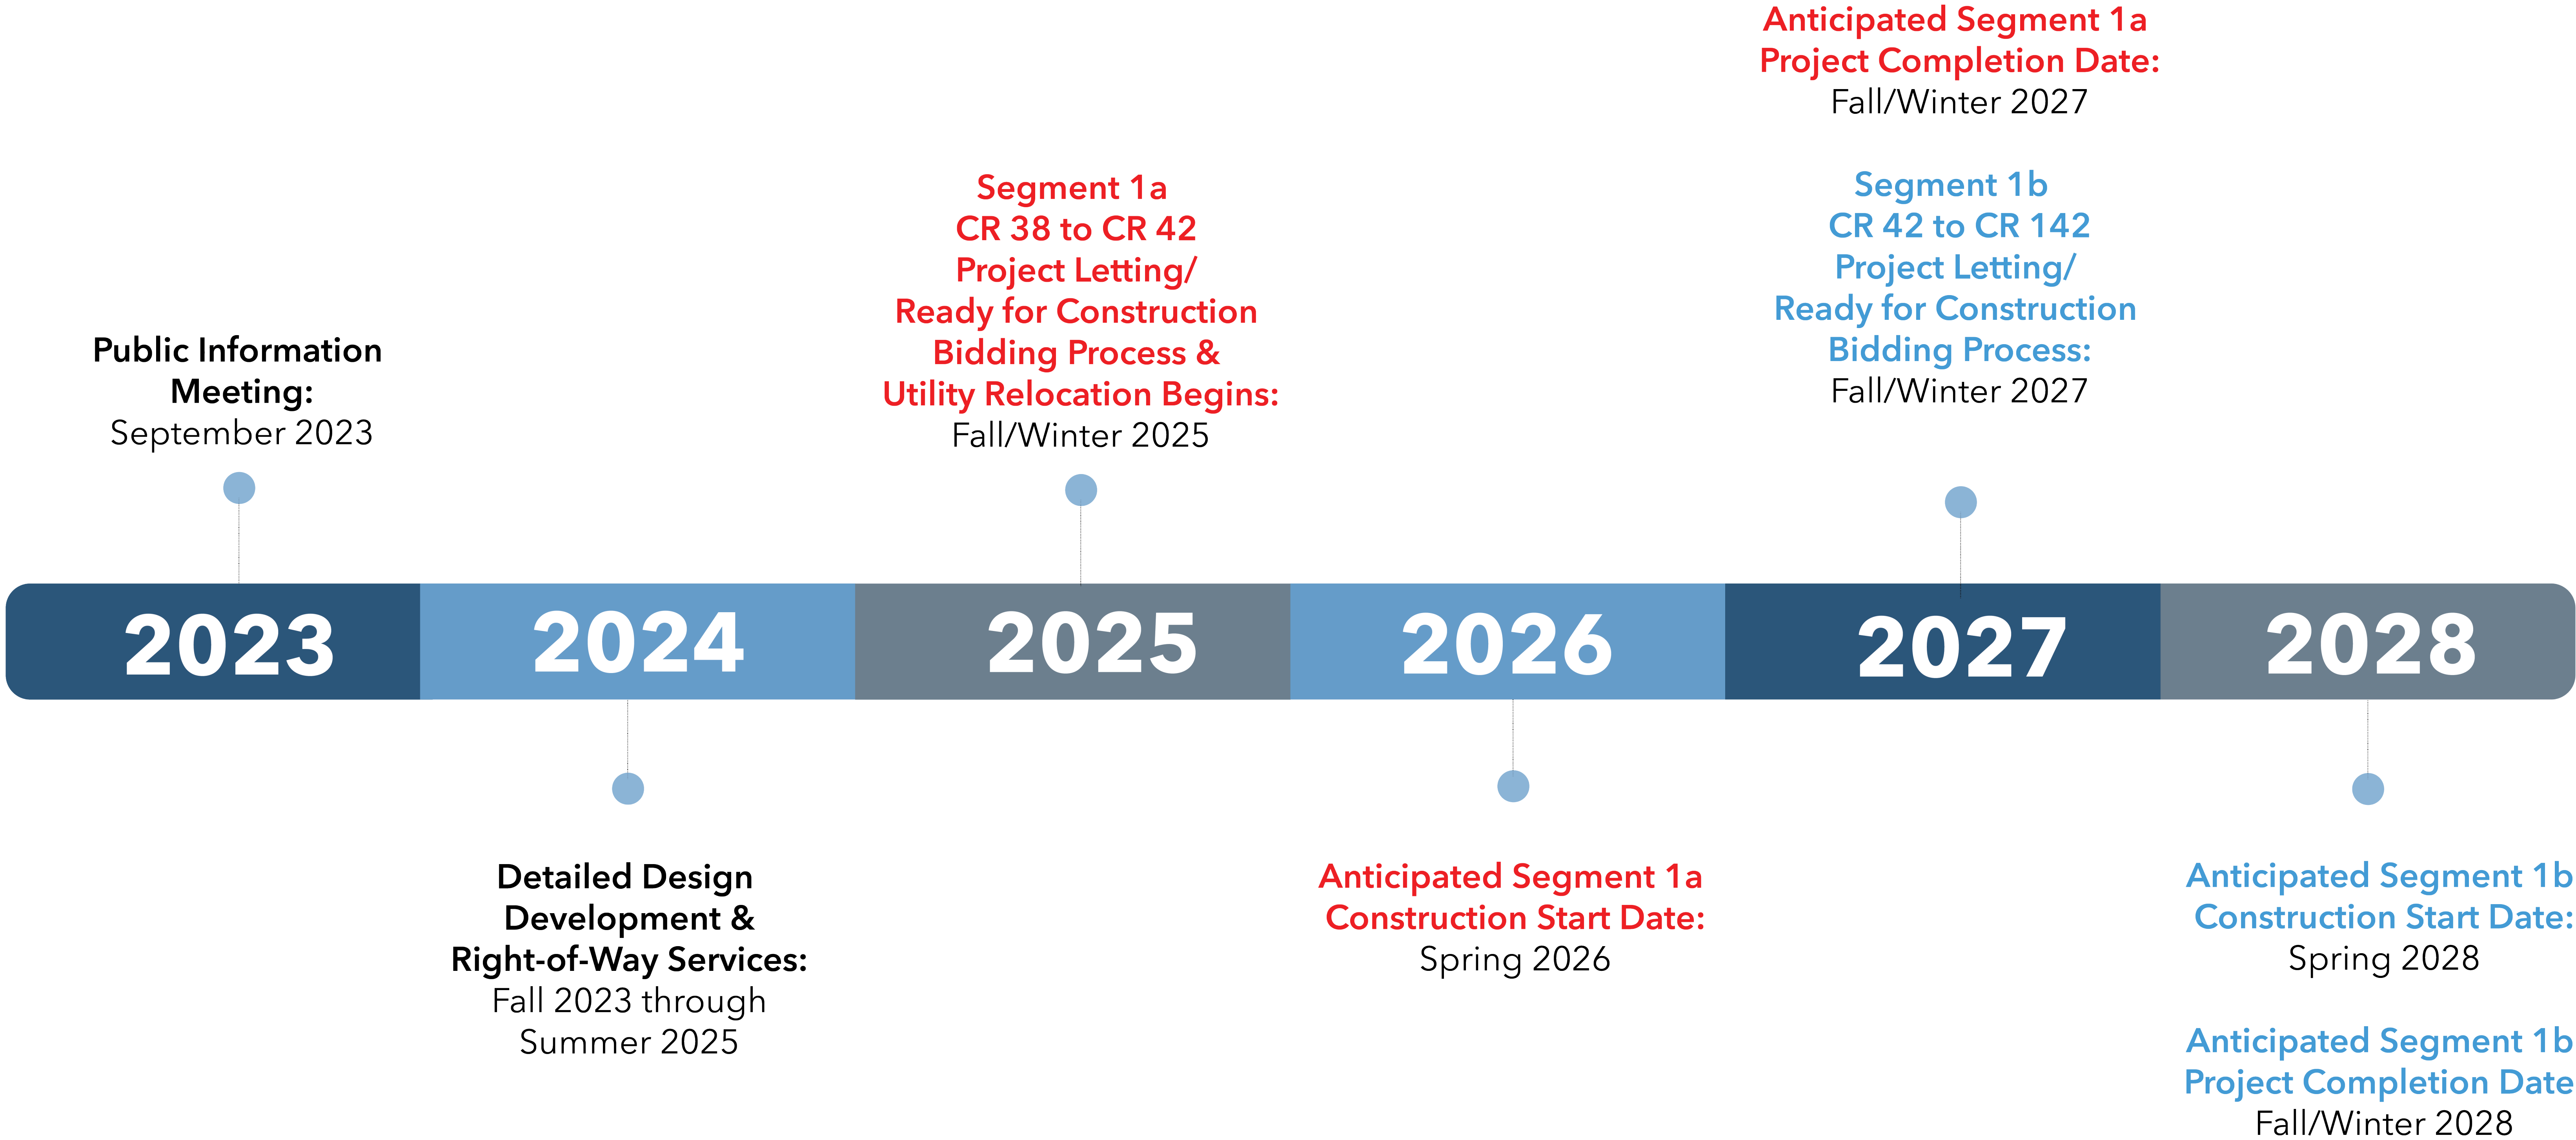 Public Information
Meeting:
September 2023
Segment 1a
CR 38 to CR 42
Project Letting/
Ready for Construction
Bidding Process &
Utility Relocation Begins:
Fall/Winter 2025
Anticipated Segment 1a
Project Completion Date:
Fall/Winter 2027
Segment 1b
CR 42 to CR 142
Project Letting/
Ready for Construction
Bidding Process:
Fall/Winter 2027
2023
2024
2025
2026
2027
2028
Detailed Design
Development &
Right-of-Way Services:
Fall 2023 through
Summer 2025
Anticipated Segment 1a
Construction Start Date:
Spring 2026
Anticipated Segment 1b
Construction Start Date:
Spring 2028
Anticipated Segment 1b
Project Completion Date
Fall/Winter 2028